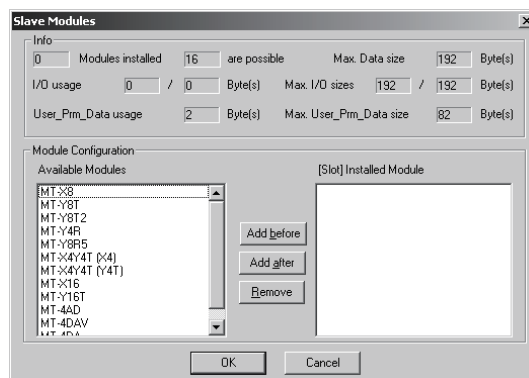 Slave Modules
Info
0 Modules installed 16 are possible Max. Data size 192 Byte(s)
I/O usage 0 / 0 Byte(s) Max. I/O sizes 192 / 192 Byte(s)
User_Prm_Data usage 2 Byte(s) Max. User_Prm_Data size 82 Byte(s)
Module Configuration
Available Modules [Slot] Installed Module
MT-X8
MT-Y8T
MT-Y8T2
MT-Y4R
MT-Y8R5
MT-X4Y4T (X4)
MT-X4Y4T (Y4T)
MT-X16
MT-Y16T
MT-4AD
MT-4DAV
MT-4DA
Add before
Add after
Remove
OK Cancel